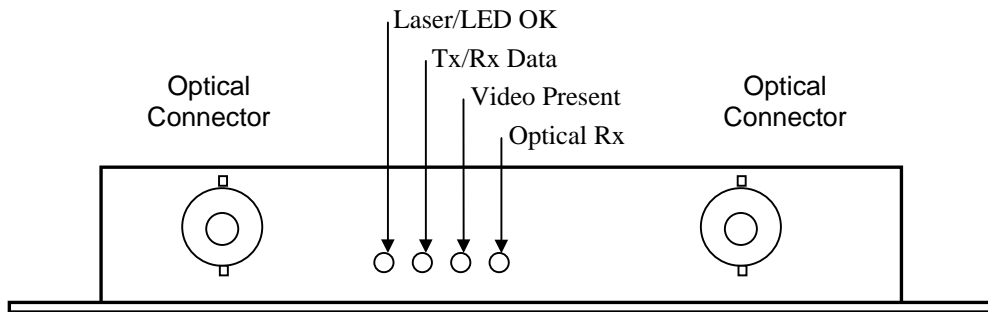 Laser/LED OK
Tx/Rx Data
Optical
Connector
Video Present
Optical Rx
Optical
Connector